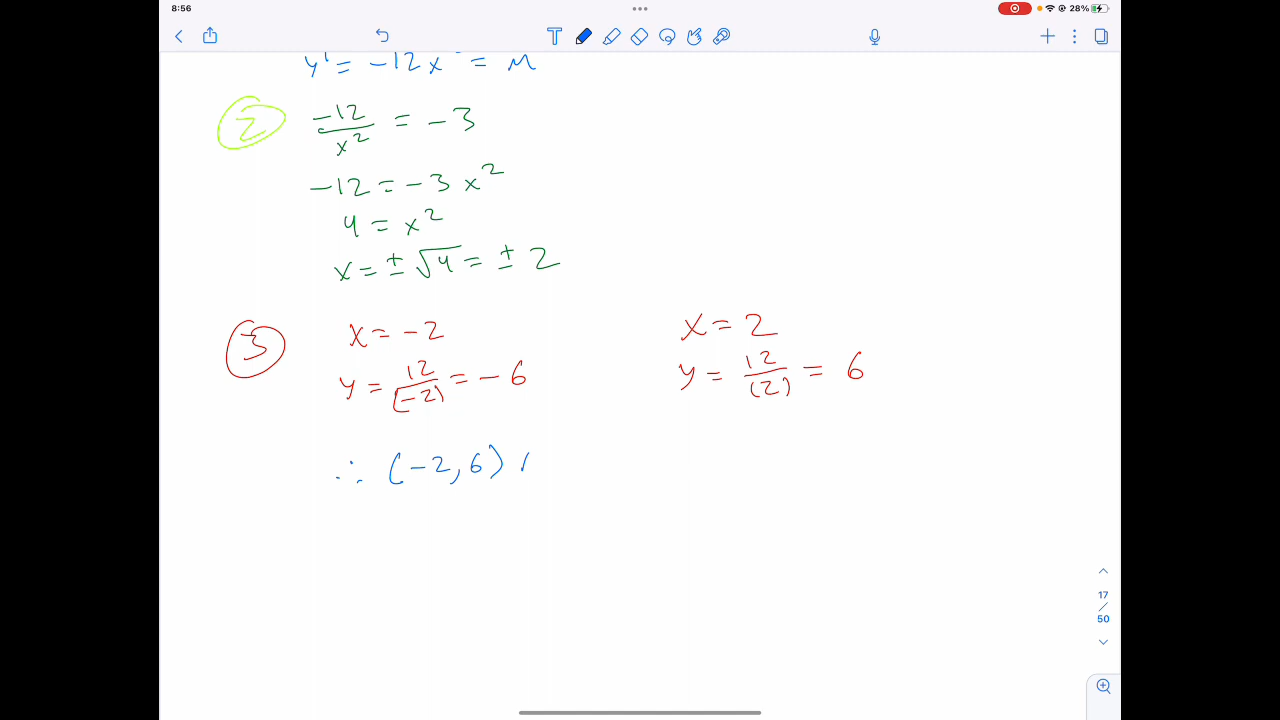 8:56
28%
T
y' = -12x = m
2
-12/x² = -3
-12 = -3x²
4 = x²
x = ±√4 = ±2
3
x = -2
x = 2
y = 12/(-2) = -6
y = 12/(2) = 6
∴ (-2, 6)
17
/
50